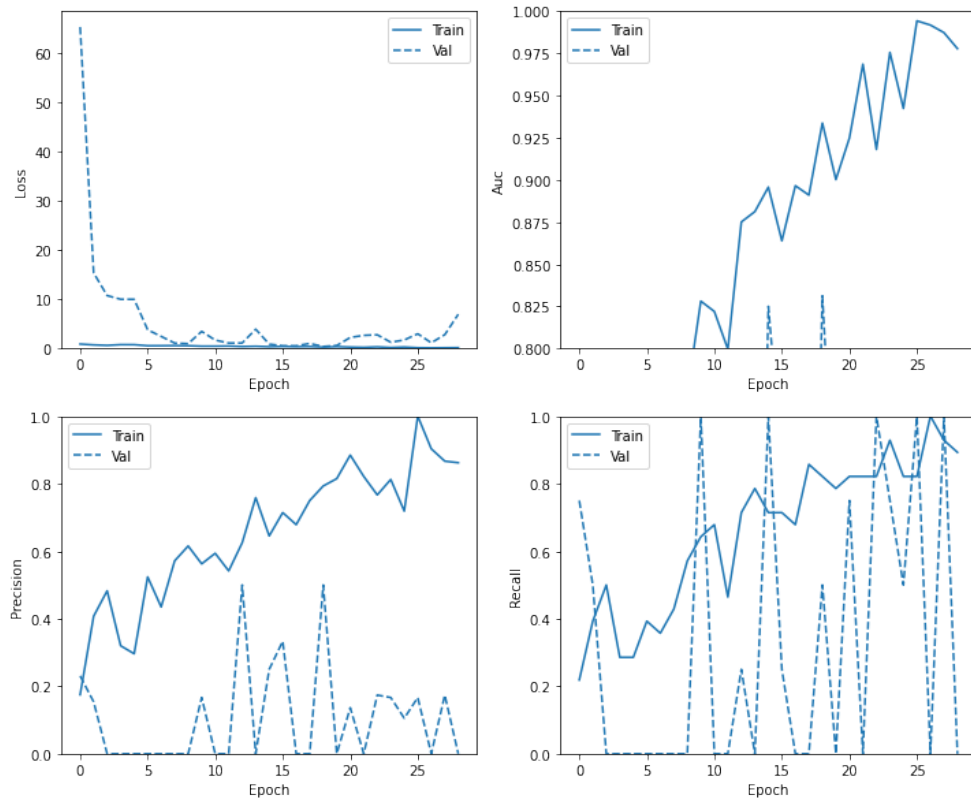 Loss
60
50
40
30
20
10
0
Train
Val
0 5 10 15 20 25
Epoch
Auc
1.000
0.975
0.950
0.925
0.900
0.875
0.850
0.825
0.800
Train
Val
0 5 10 15 20 25
Epoch
Precision
1.0
0.8
0.6
0.4
0.2
0.0
Train
Val
0 5 10 15 20 25
Epoch
Recall
1.0
0.8
0.6
0.4
0.2
0.0
Train
Val
0 5 10 15 20 25
Epoch